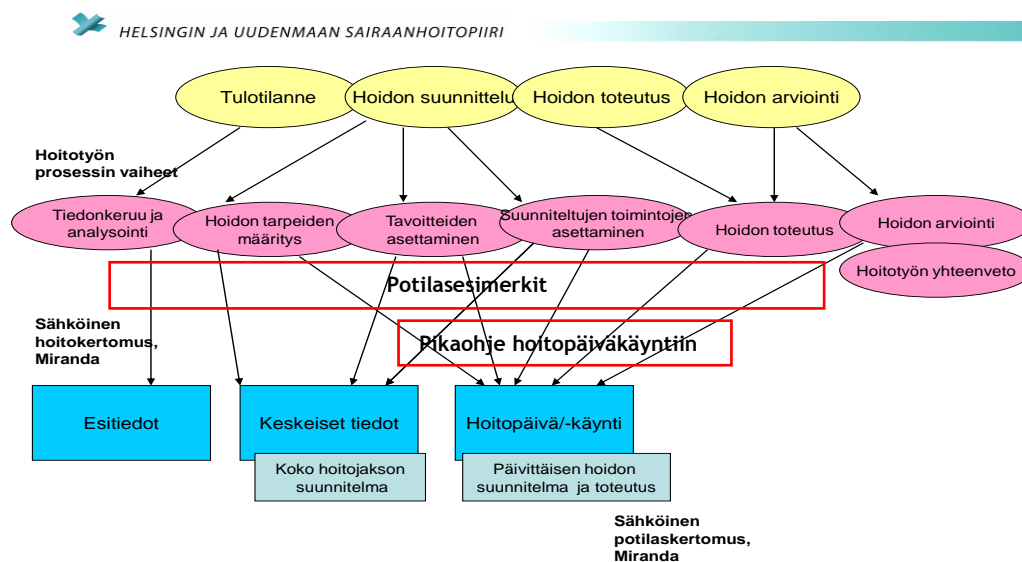 HELSINGIN JA UUDENMAAN SAIRAANHOITOPIIRI
Tulotilanne
Hoidon suunnittelu
Hoidon toteutus
Hoidon arviointi
Hoitotyön
prosessin vaiheet
Tiedonkeruu ja
analysointi
Hoidon tarpeiden
määritys
Tavoitteiden
asettaminen
Suunniteltujen toimintojen
asettaminen
Hoidon toteutus
Hoidon arviointi
Hoitotyön yhteenveto
Potilasesimerkit
Sähköinen
hoitokertomus,
Miranda
Pikaohje hoitopäiväkäyntiin
Esitiedot
Keskeiset tiedot
Hoitopäivä/-käynti
Koko hoitojakson
suunnitelma
Päivittäisen hoidon
suunnitelma ja toteutus
Sähköinen
potilaskertomus,
Miranda